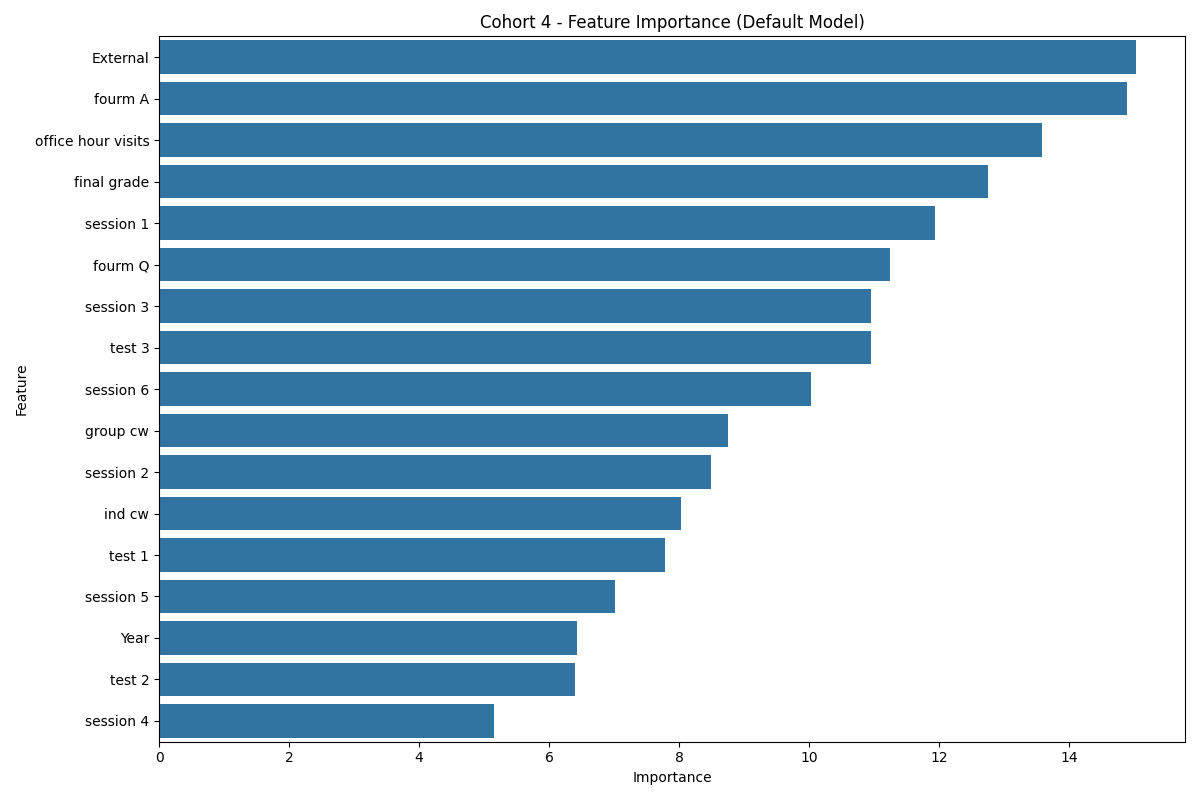 Cohort 4 - Feature Importance (Default Model)
External
fourm A
office hour visits
final grade
session 1
fourm Q
session 3
test 3
session 6
group cw
session 2
ind cw
test 1
session 5
Year
test 2
session 4
Feature
0 2 4 6 8 10 12 14
Importance